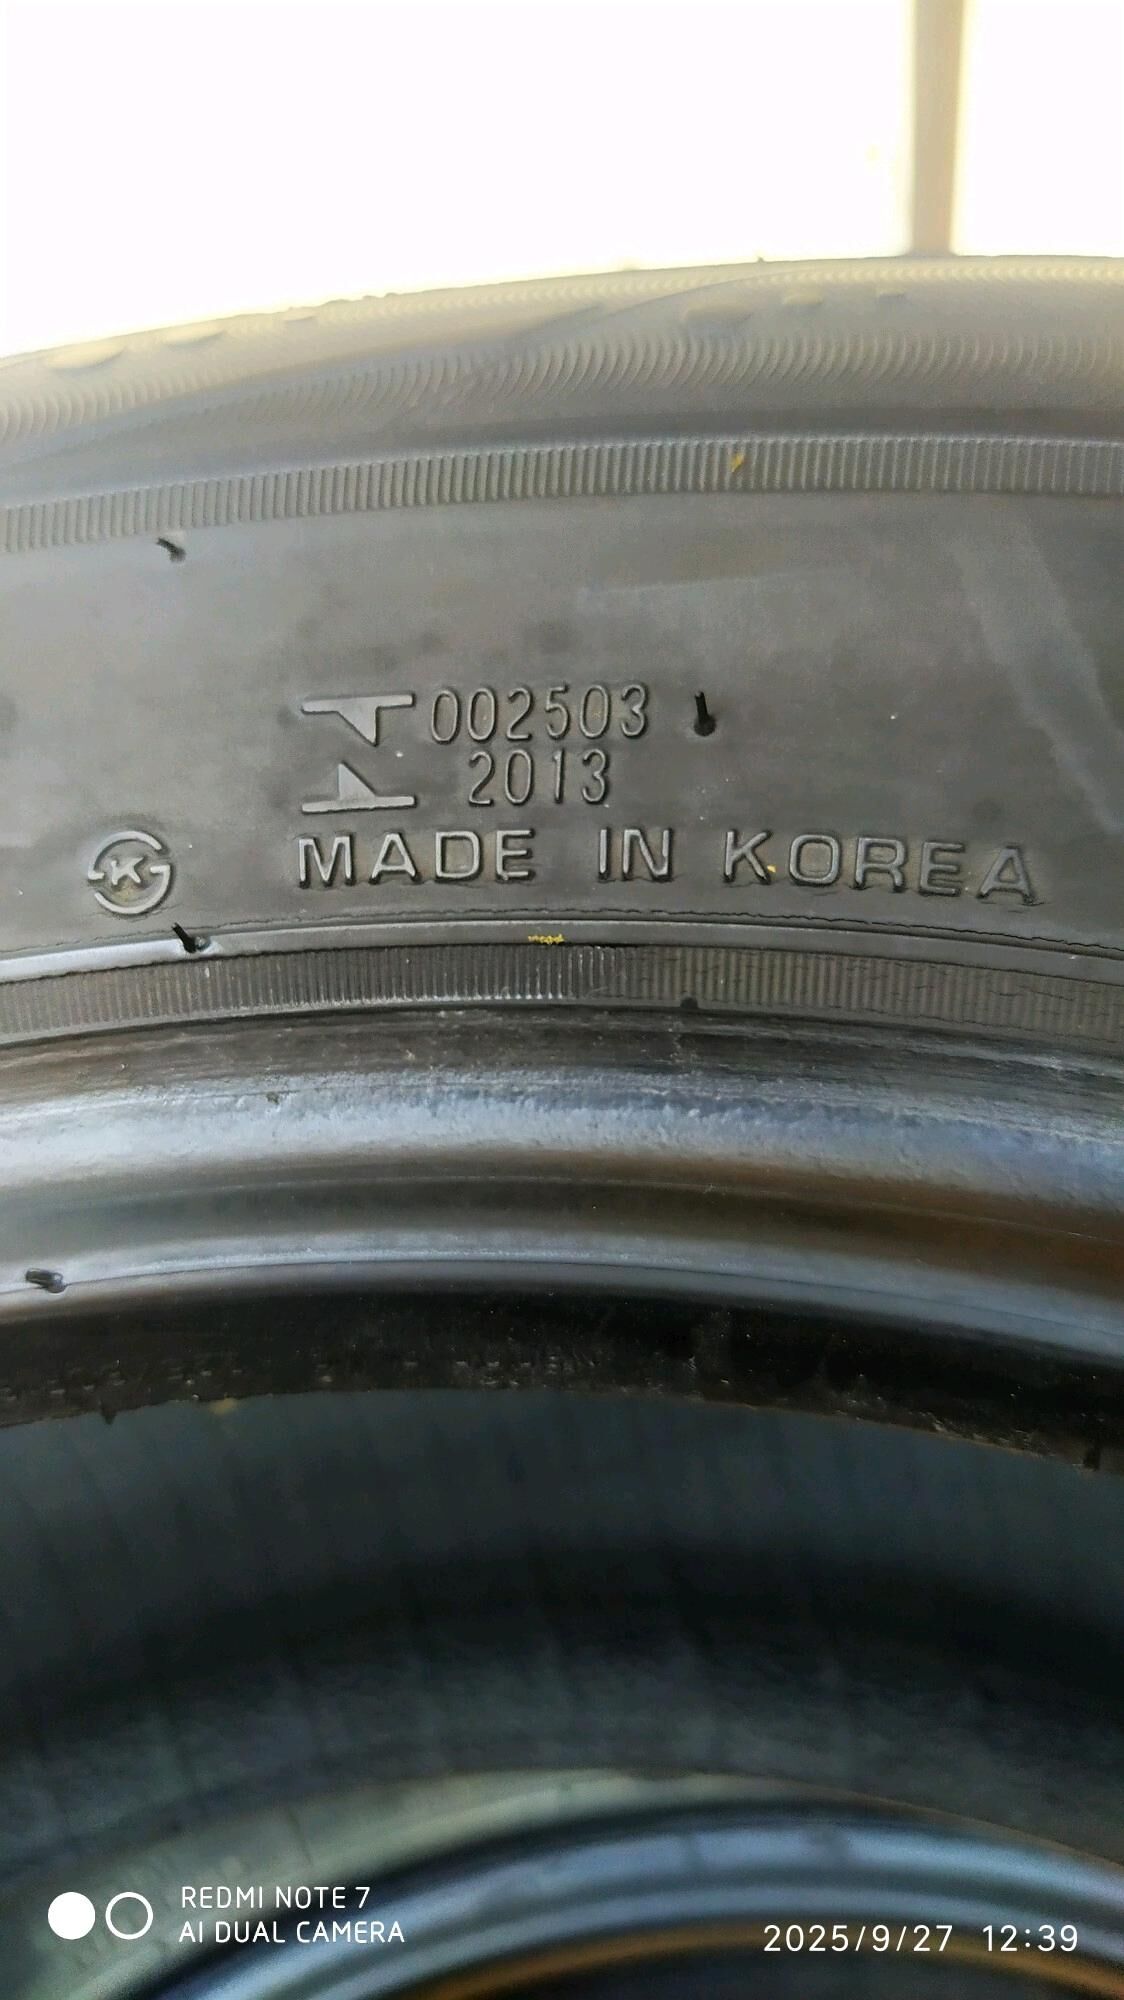 002503
2013
K
MADE IN KOREA
REDMI NOTE 7
AI DUAL CAMERA
2025/9/27 12:39